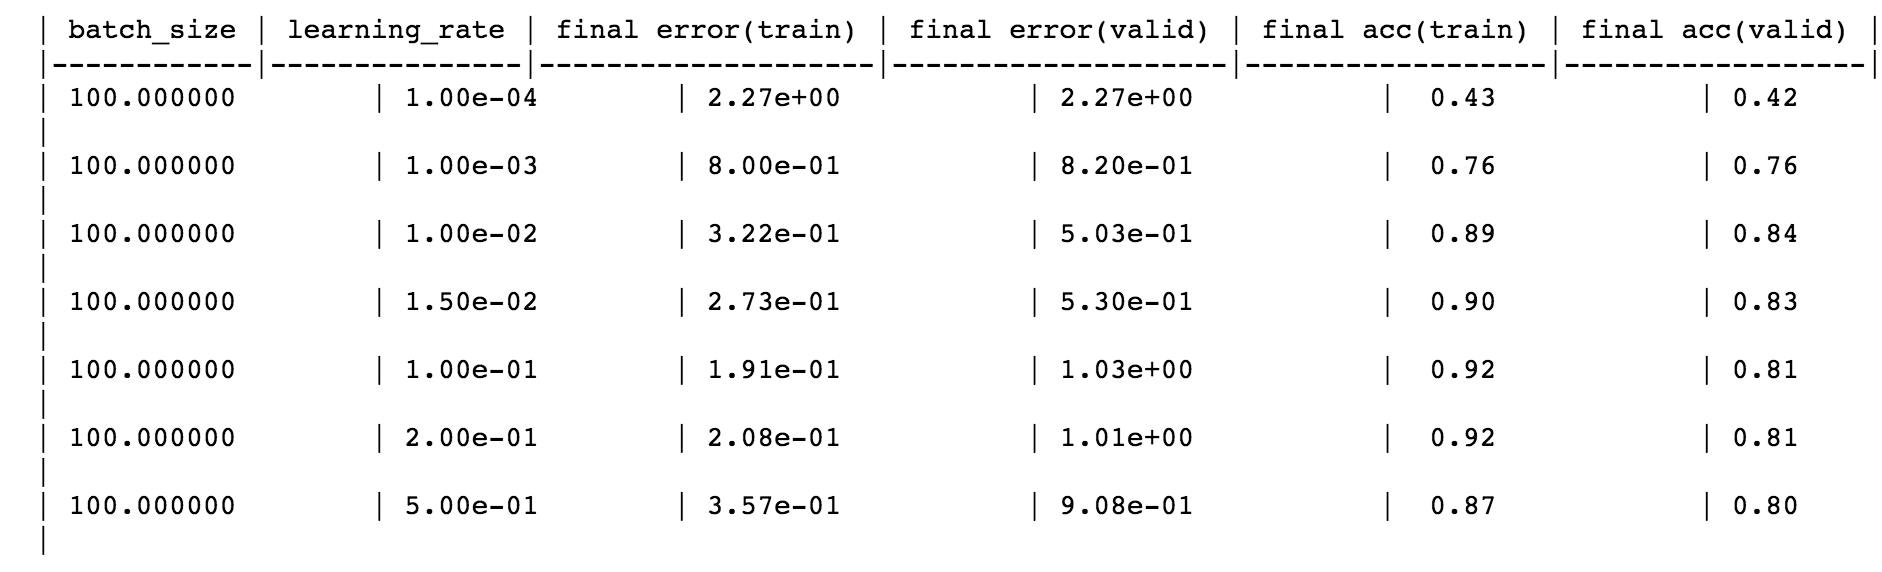 | batch_size | learning_rate | final error(train) | final error(valid) | final acc(train) | final acc(valid) |
|------------|---------------|--------------------|--------------------|------------------|------------------|
| 100.000000        | 1.00e-04        | 2.27e+00           | 2.27e+00           |  0.43            | 0.42
|
| 100.000000        | 1.00e-03        | 8.00e-01           | 8.20e-01           |  0.76            | 0.76
|
| 100.000000        | 1.00e-02        | 3.22e-01           | 5.03e-01           |  0.89            | 0.84
|
| 100.000000        | 1.50e-02        | 2.73e-01           | 5.30e-01           |  0.90            | 0.83
|
| 100.000000        | 1.00e-01        | 1.91e-01           | 1.03e+00           |  0.92            | 0.81
|
| 100.000000        | 2.00e-01        | 2.08e-01           | 1.01e+00           |  0.92            | 0.81
|
| 100.000000        | 5.00e-01        | 3.57e-01           | 9.08e-01           |  0.87            | 0.80
|